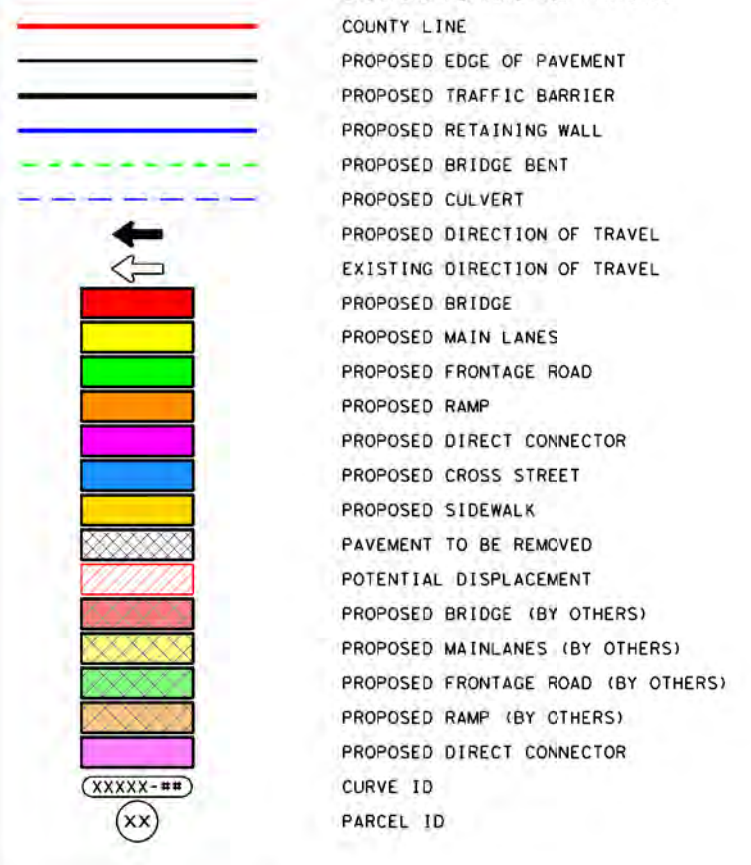 COUNTY LINE
PROPOSED EDGE OF PAVEMENT
PROPOSED TRAFFIC BARRIER
PROPOSED RETAINING WALL
PROPOSED BRIDGE BENT
PROPOSED CULVERT
PROPOSED DIRECTION OF TRAVEL
EXISTING DIRECTION OF TRAVEL
PROPOSED BRIDGE
PROPOSED MAIN LANES
PROPOSED FRONTAGE ROAD
PROPOSED RAMP
PROPOSED DIRECT CONNECTOR
PROPOSED CROSS STREET
PROPOSED SIDEWALK
PAVEMENT TO BE REMOVED
POTENTIAL DISPLACEMENT
PROPOSED BRIDGE (BY OTHERS)
PROPOSED MAINLANES (BY OTHERS)
PROPOSED FRONTAGE ROAD (BY OTHERS)
PROPOSED RAMP (BY OTHERS)
PROPOSED DIRECT CONNECTOR
XXXXX-## CURVE ID
XX PARCEL ID